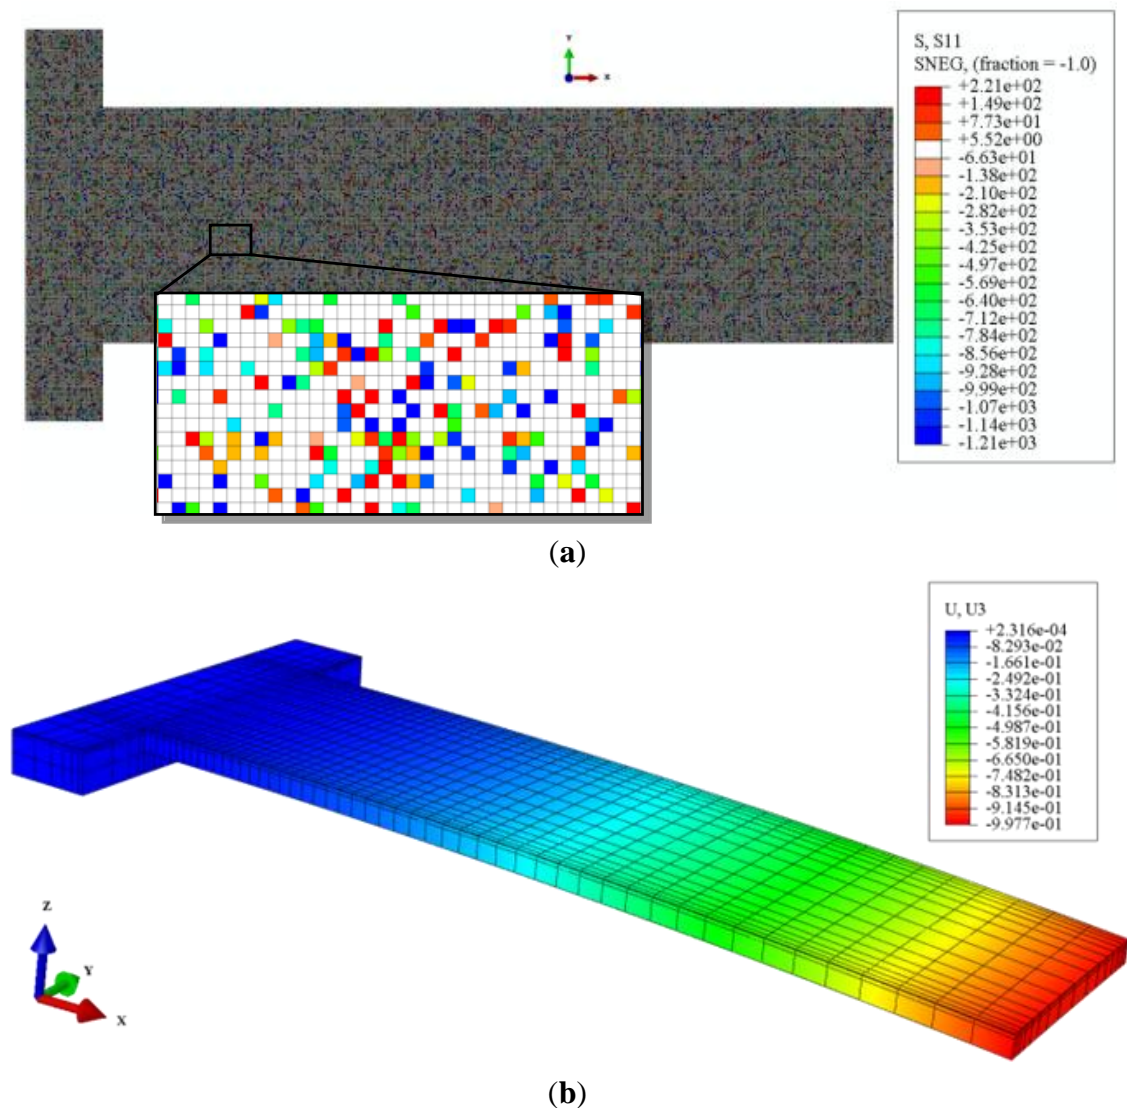 Y
X
S, S11
SNEG, (fraction = -1.0)
+2.21e+02
+1.49e+02
+7.73e+01
+5.52e+00
-6.63e+01
-1.38e+02
-2.10e+02
-2.82e+02
-3.53e+02
-4.25e+02
-4.97e+02
-5.69e+02
-6.40e+02
-7.12e+02
-7.84e+02
-8.56e+02
-9.28e+02
-9.99e+02
-1.07e+03
-1.14e+03
-1.21e+03
(a)
U, U3
+2.316e-04
-8.293e-02
-1.661e-01
-2.492e-01
-3.324e-01
-4.156e-01
-4.987e-01
-5.819e-01
-6.650e-01
-7.482e-01
-8.313e-01
-9.145e-01
-9.977e-01
Z
Y
X
(b)